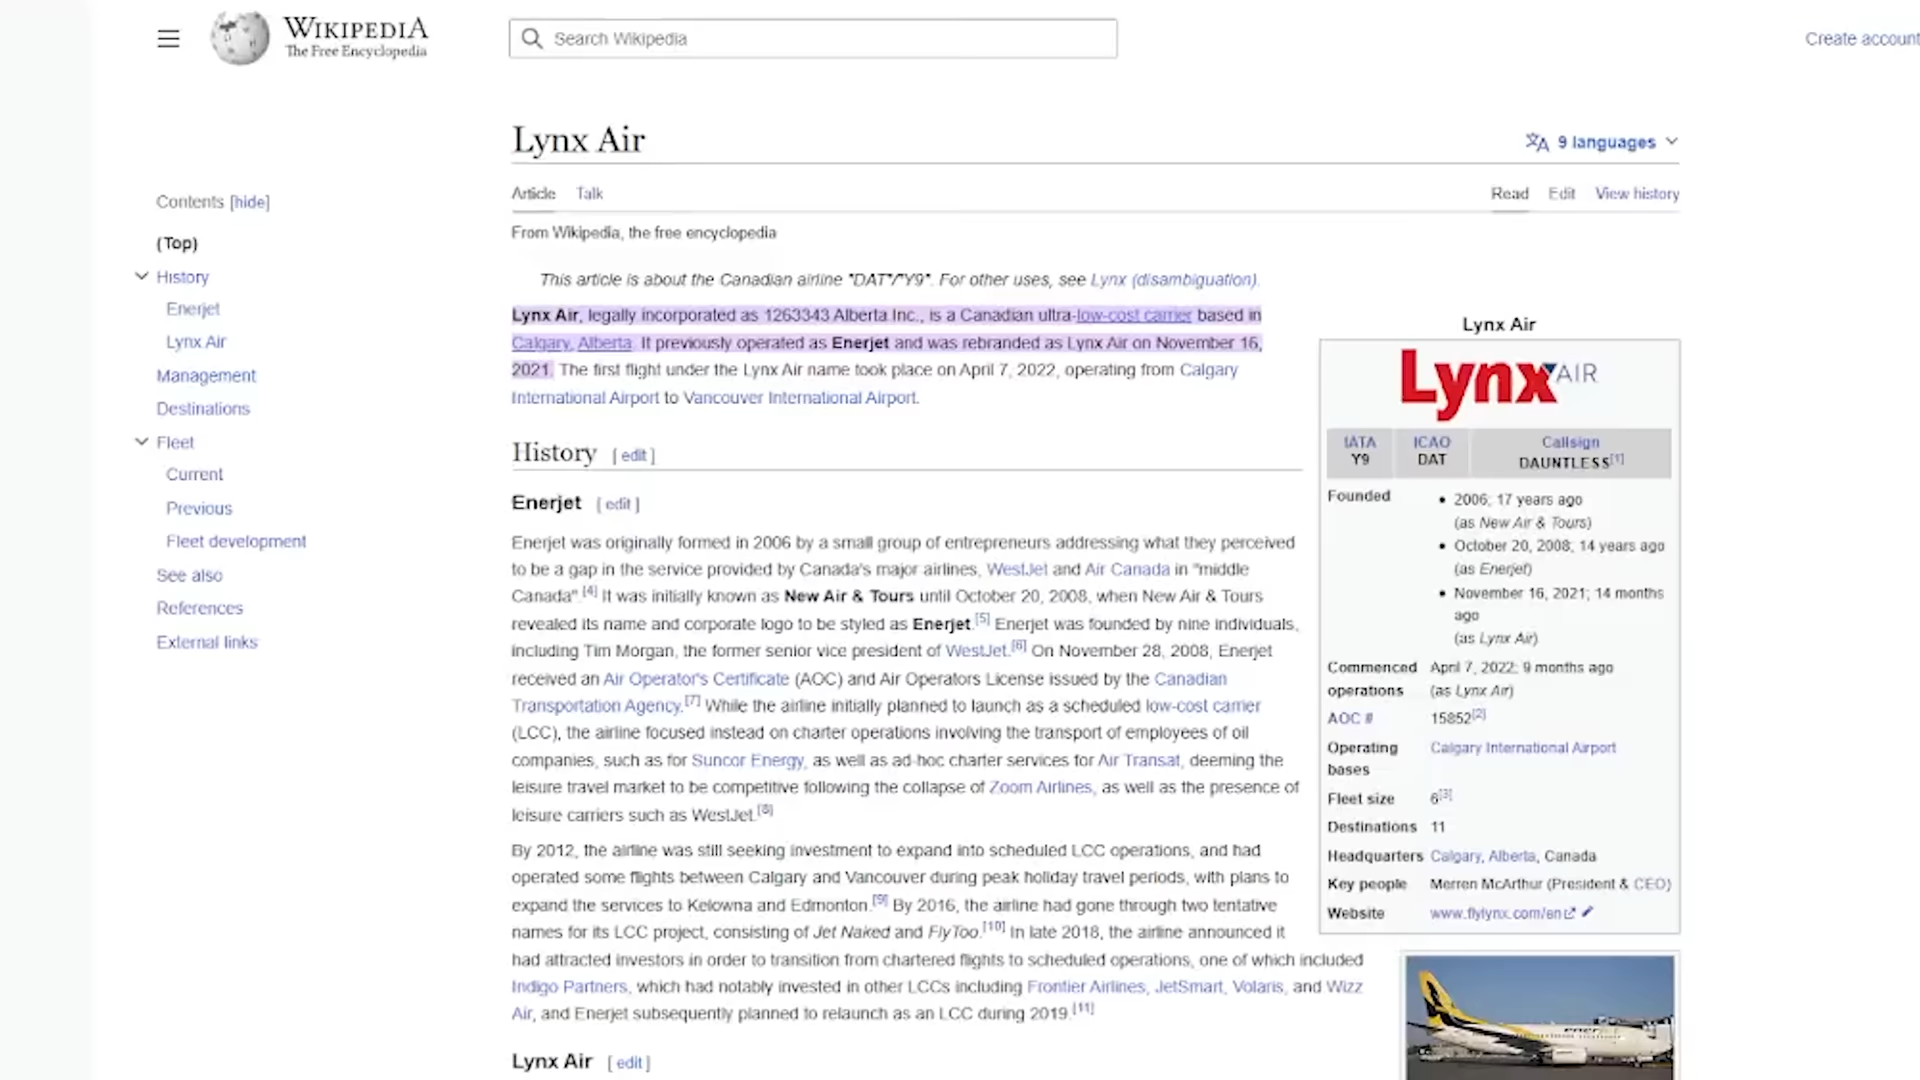 WIKIPEDIA
The Free Encyclopedia
Search Wikipedia
Create account
Lynx Air
9 languages
Article Talk
Read Edit View history
From Wikipedia, the free encyclopedia
Contents [hide]
(Top)
History
Enerjet
Lynx Air
Management
Destinations
Fleet
Current
Previous
Fleet development
See also
References
External links
This article is about the Canadian airline "DAT"/"Y9". For other uses, see Lynx (disambiguation).
Lynx Air, legally incorporated as 1263343 Alberta Inc., is a Canadian ultra-low-cost carrier based in
Calgary, Alberta. It previously operated as Enerjet and was rebranded as Lynx Air on November 16,
2021. The first flight under the Lynx Air name took place on April 7, 2022, operating from Calgary
International Airport to Vancouver International Airport.
History [ edit ]
Enerjet [ edit ]
Enerjet was originally formed in 2006 by a small group of entrepreneurs addressing what they perceived
to be a gap in the service provided by Canada's major airlines, WestJet and Air Canada in "middle
Canada".[4] It was initially known as New Air & Tours until October 20, 2008, when New Air & Tours
revealed its name and corporate logo to be styled as Enerjet.[5] Enerjet was founded by nine individuals,
including Tim Morgan, the former senior vice president of WestJet.[6] On November 28, 2008, Enerjet
received an Air Operator's Certificate (AOC) and Air Operators License issued by the Canadian
Transportation Agency.[7] While the airline initially planned to launch as a scheduled low-cost carrier
(LCC), the airline focused instead on charter operations involving the transport of employees of oil
companies, such as for Suncor Energy, as well as ad-hoc charter services for Air Transat, deeming the
leisure travel market to be competitive following the collapse of Zoom Airlines, as well as the presence of
leisure carriers such as WestJet.[8]
By 2012, the airline was still seeking investment to expand into scheduled LCC operations, and had
operated some flights between Calgary and Vancouver during peak holiday travel periods, with plans to
expand the services to Kelowna and Edmonton.[9] By 2016, the airline had gone through two tentative
names for its LCC project, consisting of Jet Naked and FlyToo.[10] In late 2018, the airline announced it
had attracted investors in order to transition from chartered flights to scheduled operations, one of which included
Indigo Partners, which had notably invested in other LCCs including Frontier Airlines, JetSmart, Volaris, and Wizz
Air, and Enerjet subsequently planned to relaunch as an LCC during 2019.[11]
Lynx Air [ edit ]
Lynx Air
Lynx AIR
IATA ICAO Callsign
Y9 DAT DAUNTLESS[1]
Founded
• 2006; 17 years ago
(as New Air & Tours)
• October 20, 2008; 14 years ago
(as Enerjet)
• November 16, 2021; 14 months
ago
(as Lynx Air)
Commenced operations April 7, 2022; 9 months ago
(as Lynx Air)
AOC # 15852[2]
Operating bases Calgary International Airport
Fleet size 6[3]
Destinations 11
Headquarters Calgary, Alberta, Canada
Key people Merren McArthur (President & CEO)
Website www.flylynx.com/en